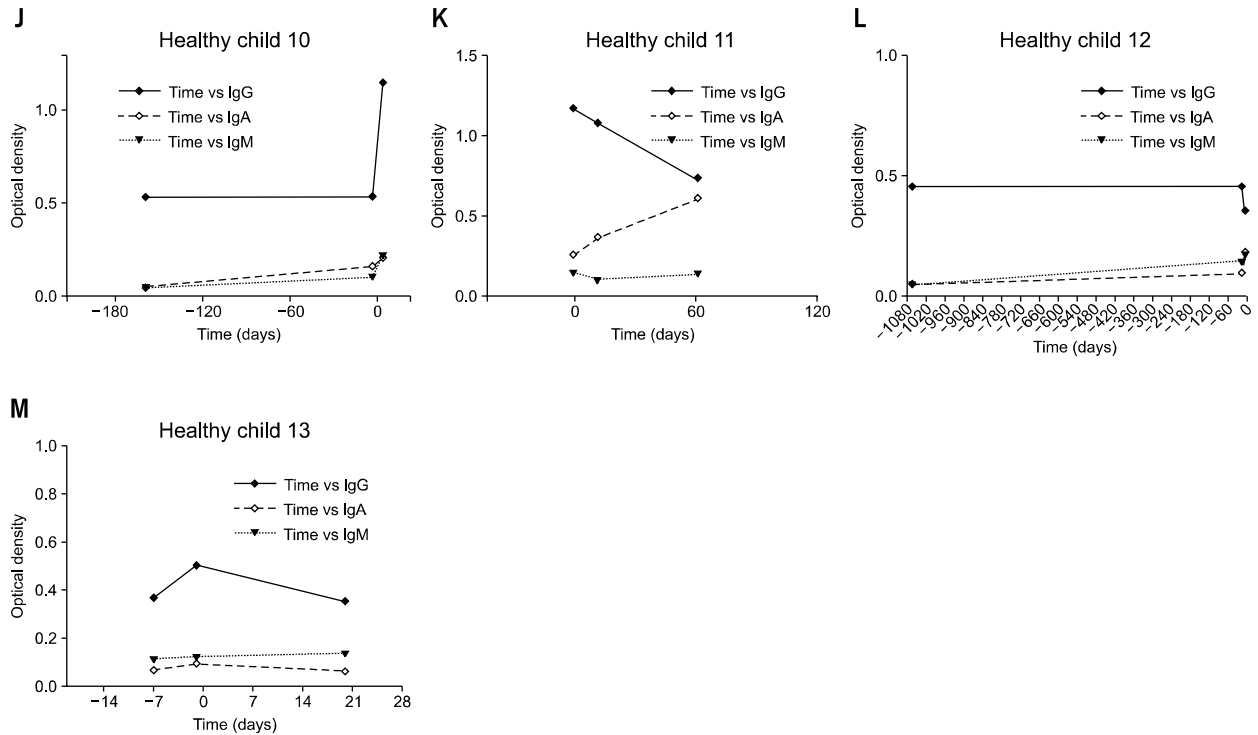 J
Healthy child 10
Time vs IgG
Time vs IgA
Time vs IgM
Optical density
1.0
0.5
0.0
−180 −120 −60 0
Time (days)
K
Healthy child 11
Time vs IgG
Time vs IgA
Time vs IgM
Optical density
1.5
1.0
0.5
0.0
0 60 120
Time (days)
L
Healthy child 12
Time vs IgG
Time vs IgA
Time vs IgM
Optical density
1.0
0.5
0.0
−1080 −1020 −960 −900 −840 −780 −720 −660 −600 −540 −480 −420 −360 −300 −240 −180 −120 −60 0
Time (days)
M
Healthy child 13
Time vs IgG
Time vs IgA
Time vs IgM
Optical density
1.0
0.8
0.6
0.4
0.2
0.0
−14 −7 0 7 14 21 28
Time (days)